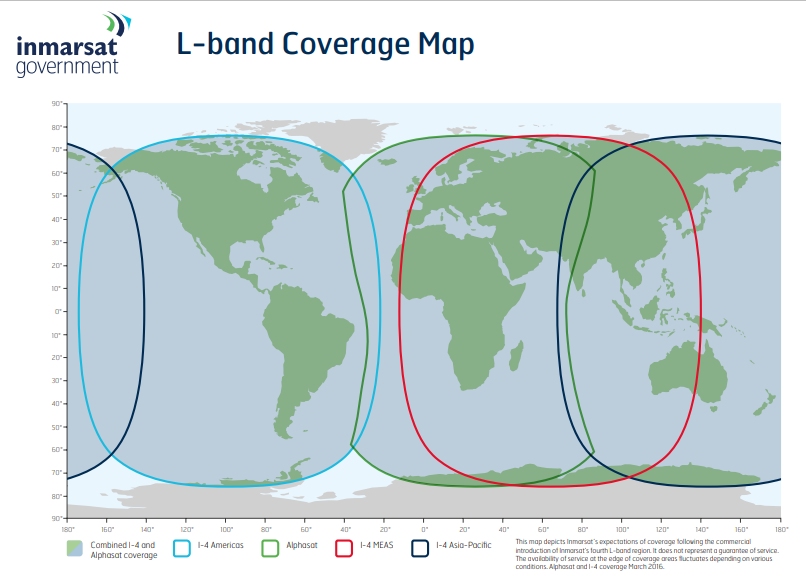 inmarsat
government
L-band Coverage Map
90°
80°
70°
60°
50°
40°
30°
20°
10°
0°
10°
20°
30°
40°
50°
60°
70°
80°
90°
180° 160° 140° 120° 100° 80° 60° 40° 20° 0° 20° 40° 60° 80° 100° 120° 140° 160° 180°
Combined I-4 and
Alphasat coverage
I-4 Americas
Alphasat
I-4 MEAS
I-4 Asia-Pacific
This map depicts Inmarsat's expectations of coverage following the commercial
introduction of Inmarsat's fourth L-band region. It does not represent a guarantee of service.
The availability of service at the edge of coverage areas fluctuates depending on various
conditions. Alphasat and I-4 coverage March 2016.